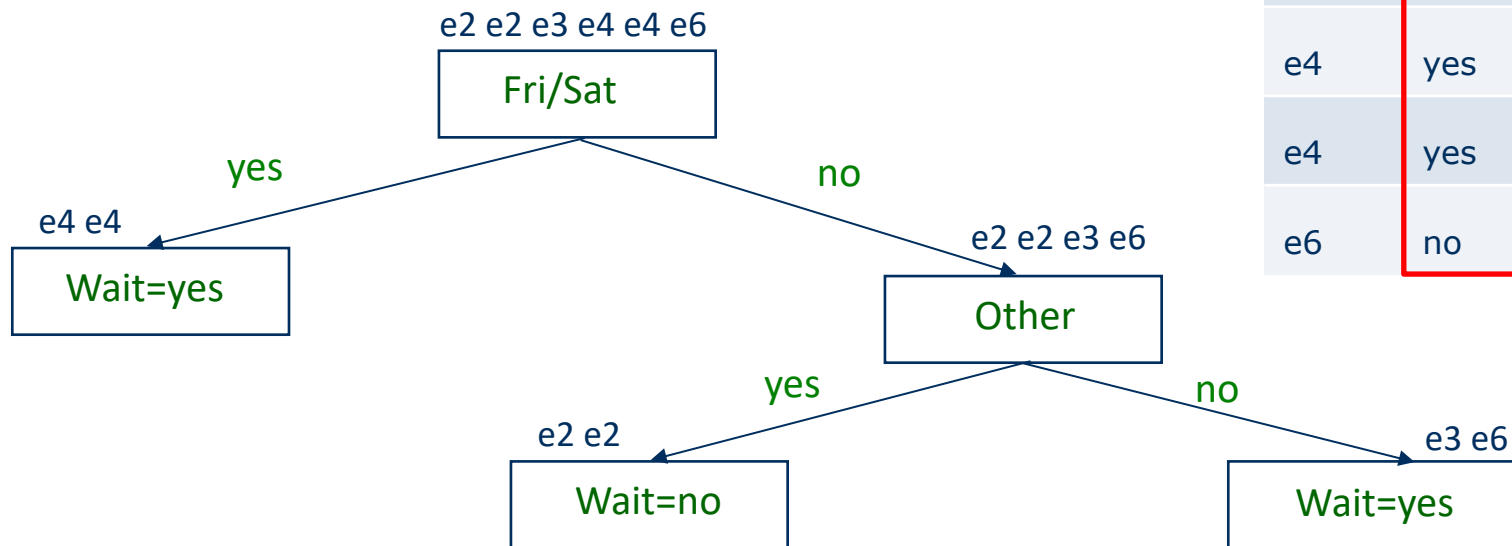 e2 e2 e3 e4 e4 e6
Fri/Sat
yes
no
e4 e4
Wait=yes
e2 e2 e3 e6
Other
yes
no
e2 e2
Wait=no
e3 e6
Wait=yes
e4 yes
e4 yes
e6 no